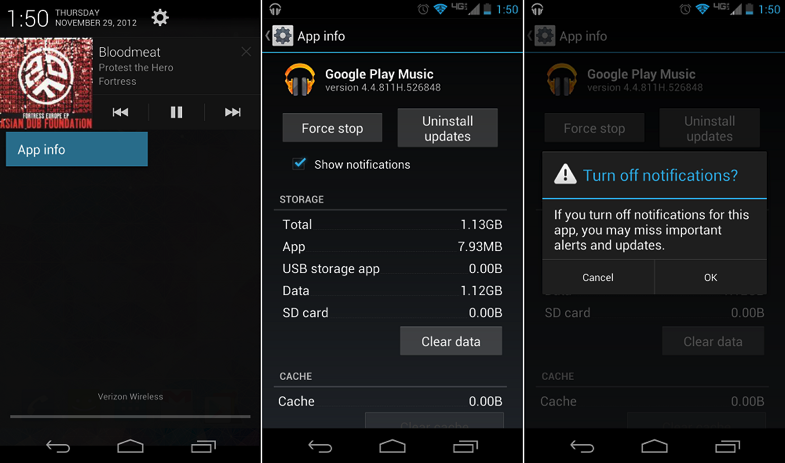 1:50 THURSDAY
NOVEMBER 29, 2012
Bloodmeat
Protest the Hero
Fortress
FORTRESS EUROPE EP
ASIAN DUB FOUNDATION
App info
Verizon Wireless
4G 1:50
App info
Google Play Music
version 4.4.811H.526848
Force stop
Uninstall
updates
Show notifications
STORAGE
Total 1.13GB
App 7.93MB
USB storage app 0.00B
Data 1.12GB
SD card 0.00B
Clear data
CACHE
Cache 0.00B
Clear cache
4G 1:50
App info
Google Play Music
version 4.4.811H.526848
Force stop
Uninstall
updates
Turn off notifications?
If you turn off notifications for this
app, you may miss important
alerts and updates.
Cancel OK
SD card 0.00B
Clear data
CACHE
Cache 0.00B